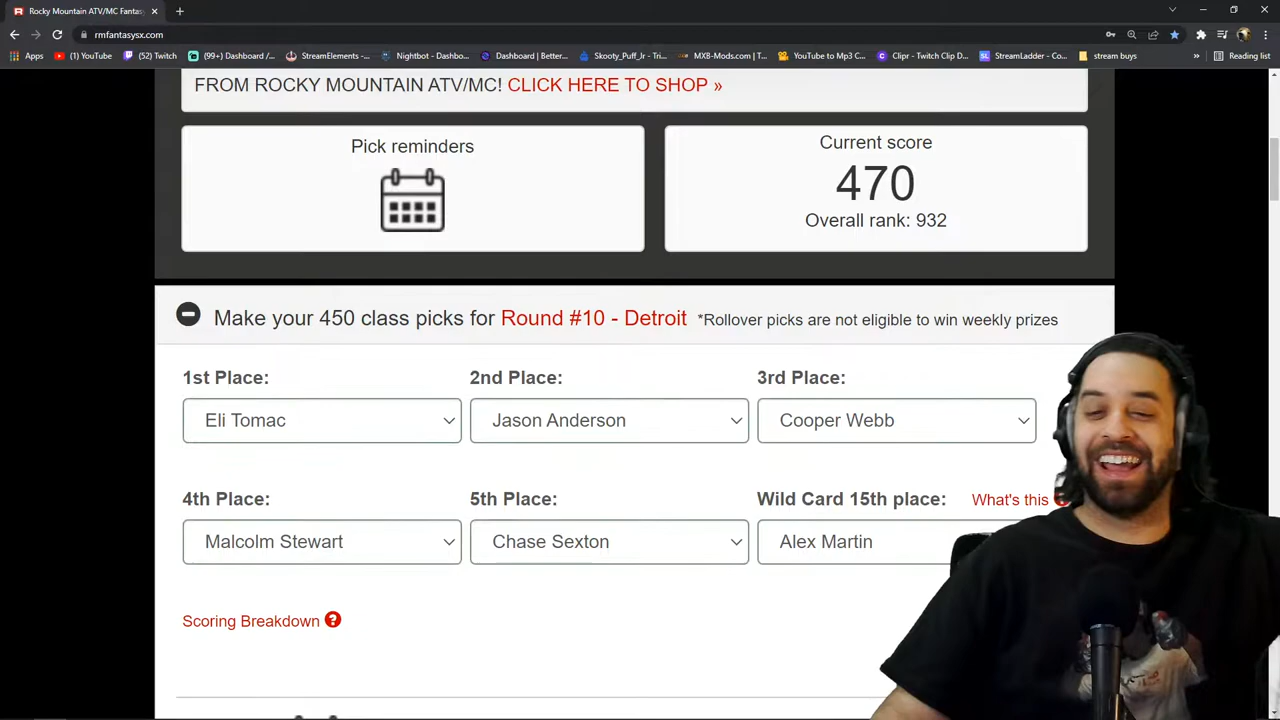 Rocky Mountain ATV/MC Fantasy
rmfantasysx.com
Apps
(1) YouTube
(52) Twitch
(99+) Dashboard /...
StreamElements -...
Nightbot - Dashbo...
Dashboard | Better...
Skooty_Puff_Jr - Tri...
MXB-Mods.com | T...
YouTube to Mp3 C...
Clipr - Twitch Clip D...
StreamLadder - Co...
stream buys
»
Reading list
FROM ROCKY MOUNTAIN ATV/MC! CLICK HERE TO SHOP »
Pick reminders
Current score
470
Overall rank: 932
Make your 450 class picks for Round #10 - Detroit *Rollover picks are not eligible to win weekly prizes
1st Place: 2nd Place: 3rd Place:
Eli Tomac Jason Anderson Cooper Webb
4th Place: 5th Place: Wild Card 15th place: What's this
Malcolm Stewart Chase Sexton Alex Martin
Scoring Breakdown ?